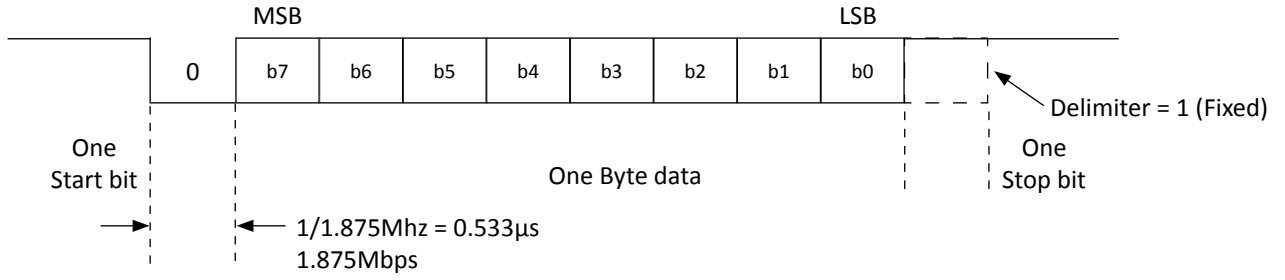 MSB LSB
0 b7 b6 b5 b4 b3 b2 b1 b0
Delimiter = 1 (Fixed)
One
Start bit
One Byte data
One
Stop bit
1/1.875Mhz = 0.533µs
1.875Mbps